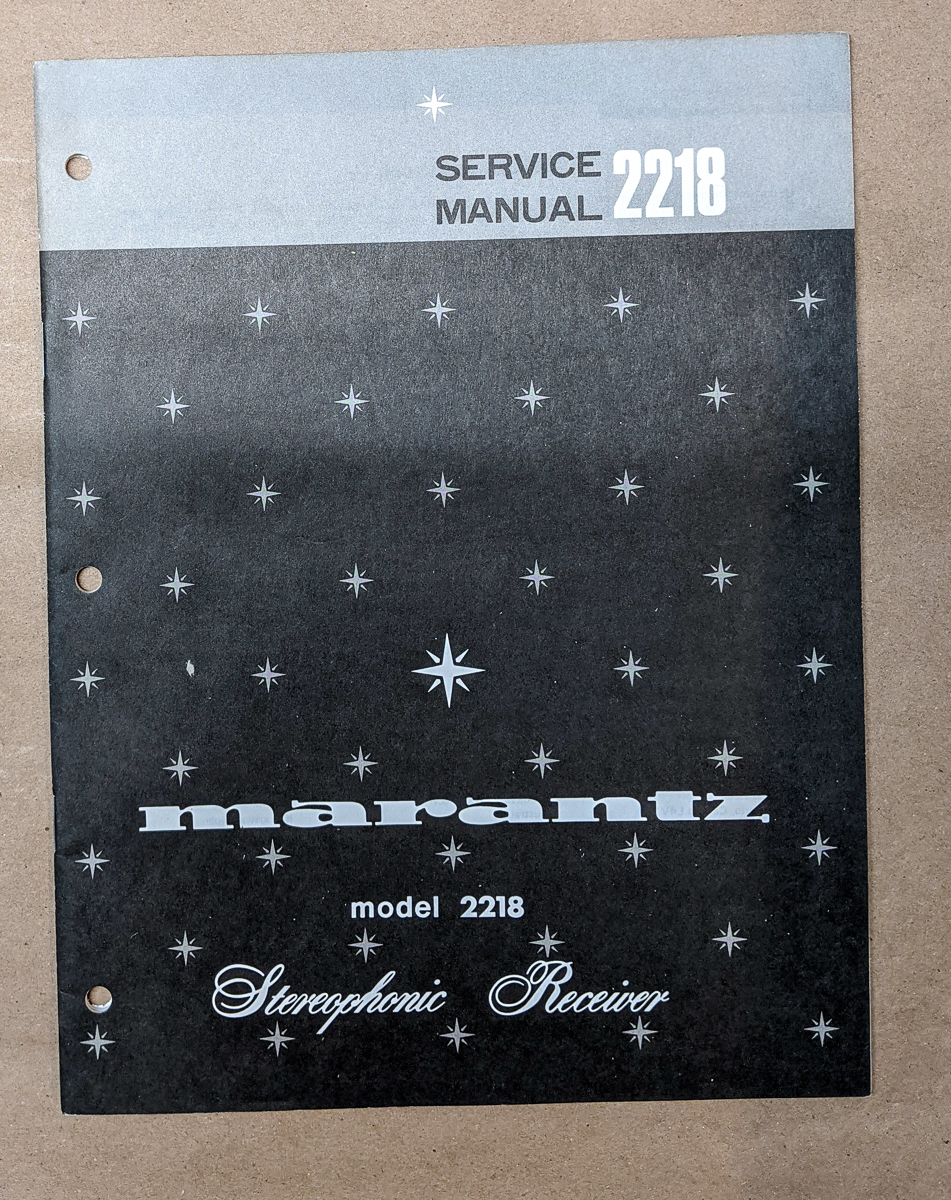 SERVICE
MANUAL 2218
marantz
model 2218
Stereophonic Receiver